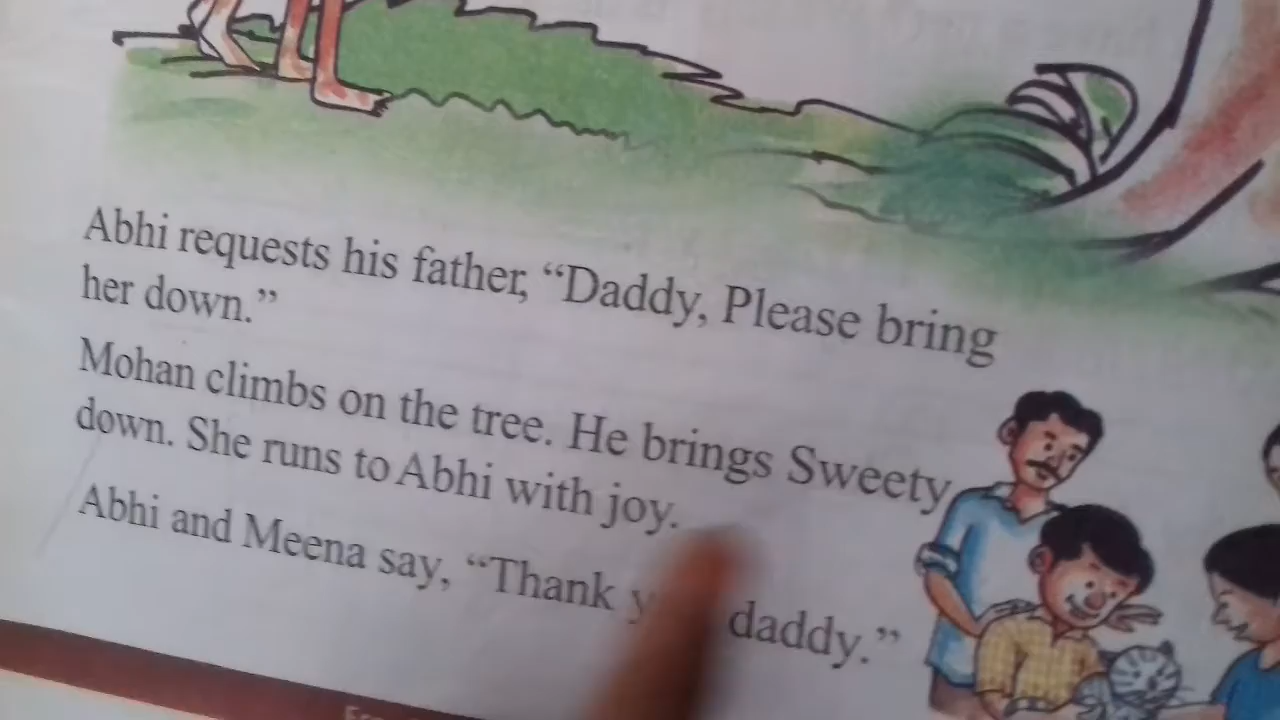 Abhi requests his father, “Daddy, Please bring
her down.”
Mohan climbs on the tree. He brings Sweety
down. She runs to Abhi with joy.
Abhi and Meena say, “Thank daddy.”